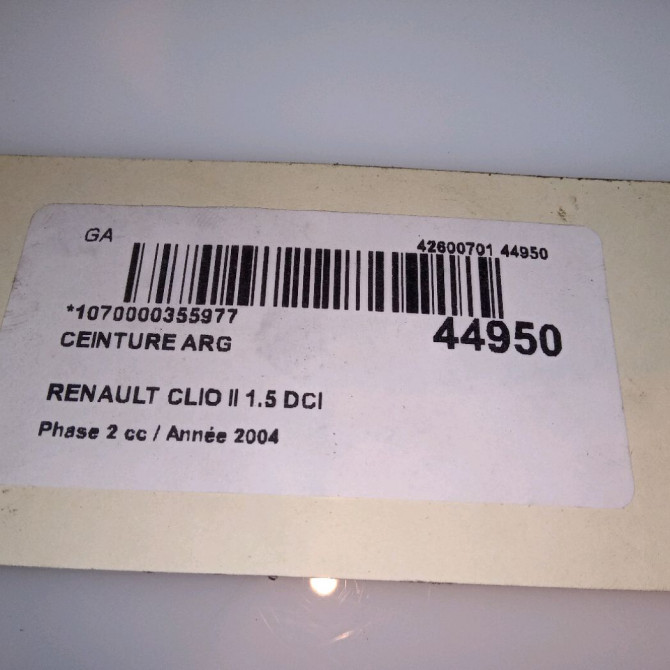 GA
42600701 44950
*1070000355977
44950
CEINTURE ARG
RENAULT CLIO II 1.5 DCI
Phase 2 cc / Année 2004